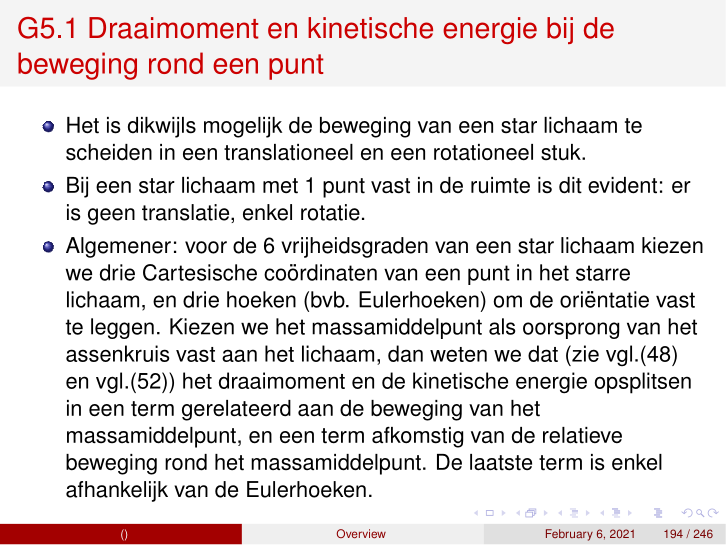 G5.1 Draaimoment en kinetische energie bij de
beweging rond een punt
Het is dikwijls mogelijk de beweging van een star lichaam te
scheiden in een translationeel en een rotationeel stuk.
Bij een star lichaam met 1 punt vast in de ruimte is dit evident: er
is geen translatie, enkel rotatie.
Algemener: voor de 6 vrijheidsgraden van een star lichaam kiezen
we drie Cartesische coördinaten van een punt in het starre
lichaam, en drie hoeken (bvb. Eulerhoeken) om de oriëntatie vast
te leggen. Kiezen we het massamiddelpunt als oorsprong van het
assenkruis vast aan het lichaam, dan weten we dat (zie vgl.(48)
en vgl.(52)) het draaimoment en de kinetische energie opsplitsen
in een term gerelateerd aan de beweging van het
massamiddelpunt, en een term afkomstig van de relatieve
beweging rond het massamiddelpunt. De laatste term is enkel
afhankelijk van de Eulerhoeken.
() Overview February 6, 2021 194 / 246